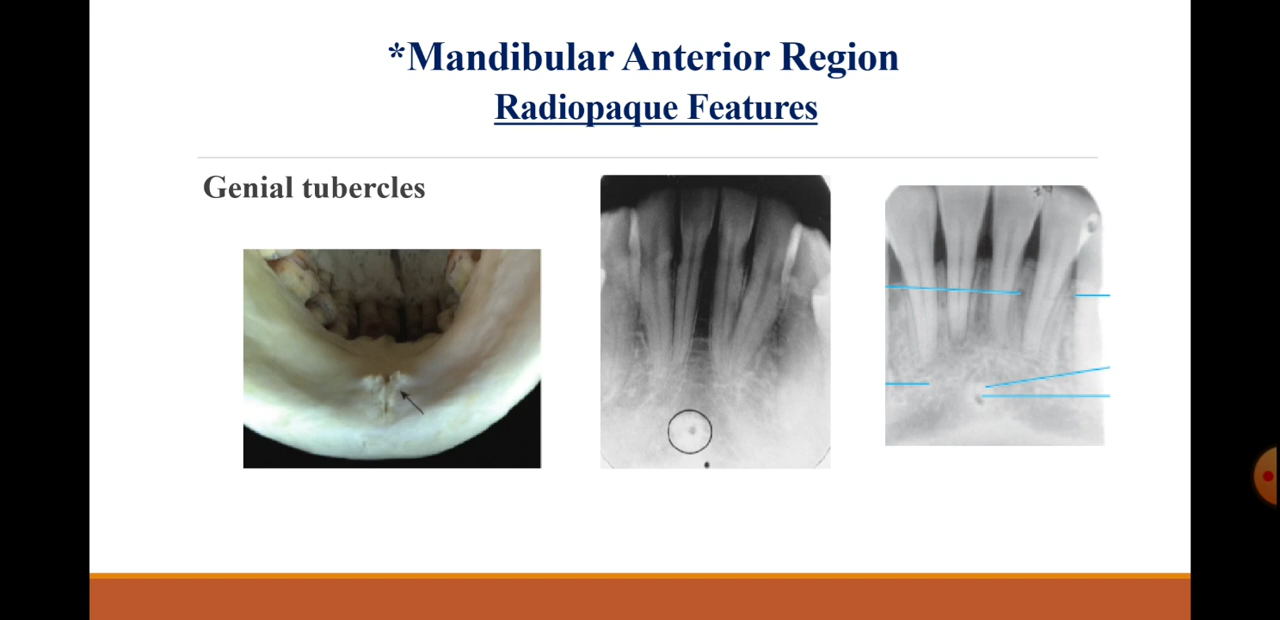 *Mandibular Anterior Region
Radiopaque Features
Genial tubercles